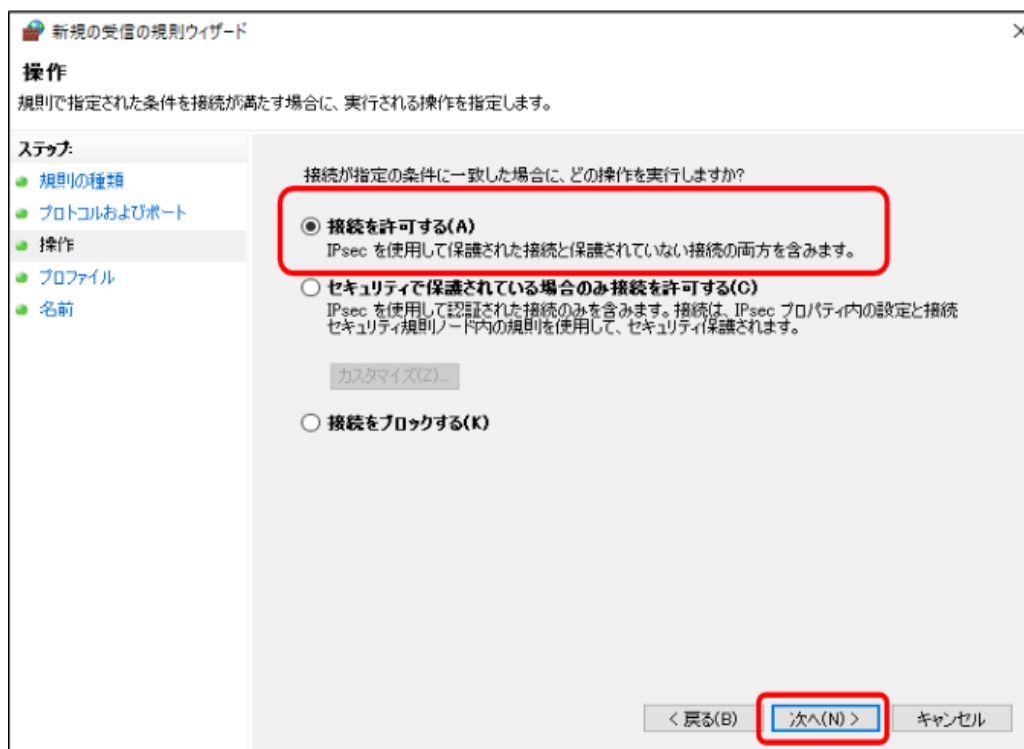 新規の受信の規則ウィザード
操作
規則で指定された条件を接続が満たす場合に、実行される操作を指定します。
ステップ:
規則の種類
プロトコルおよびポート
操作
プロファイル
名前
接続が指定の条件に一致した場合に、どの操作を実行しますか?
接続を許可する(A)
IPsec を使用して保護された接続と保護されていない接続の両方を含みます。
セキュリティで保護されている場合のみ接続を許可する(C)
IPsec を使用して認証された接続のみを含みます。接続は、IPsec プロパティ内の設定と接続
セキュリティ規則ノード内の規則を使用して、セキュリティ保護されます。
カスタマイズ(Z)...
接続をブロックする(K)
< 戻る(B)
次へ(N) >
キャンセル